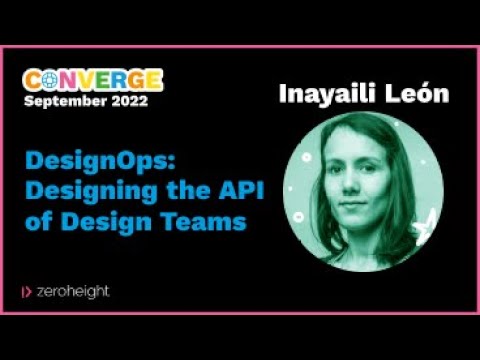 CONVERGE
September 2022
Inayaili León
DesignOps:
Designing the API
of Design Teams
zeroheight